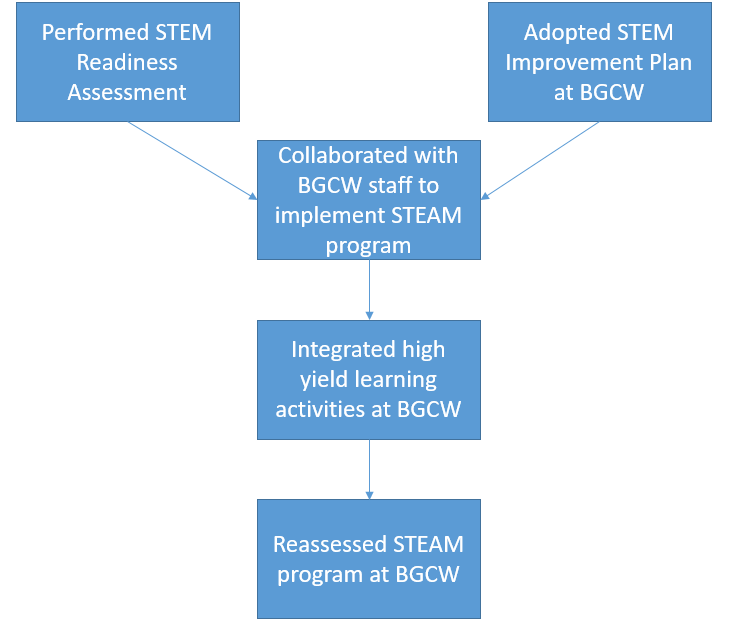 Performed STEM
Readiness
Assessment
Adopted STEM
Improvement Plan
at BGCW
Collaborated with
BGCW staff to
implement STEAM
program
Integrated high
yield learning
activities at BGCW
Reassessed STEAM
program at BGCW